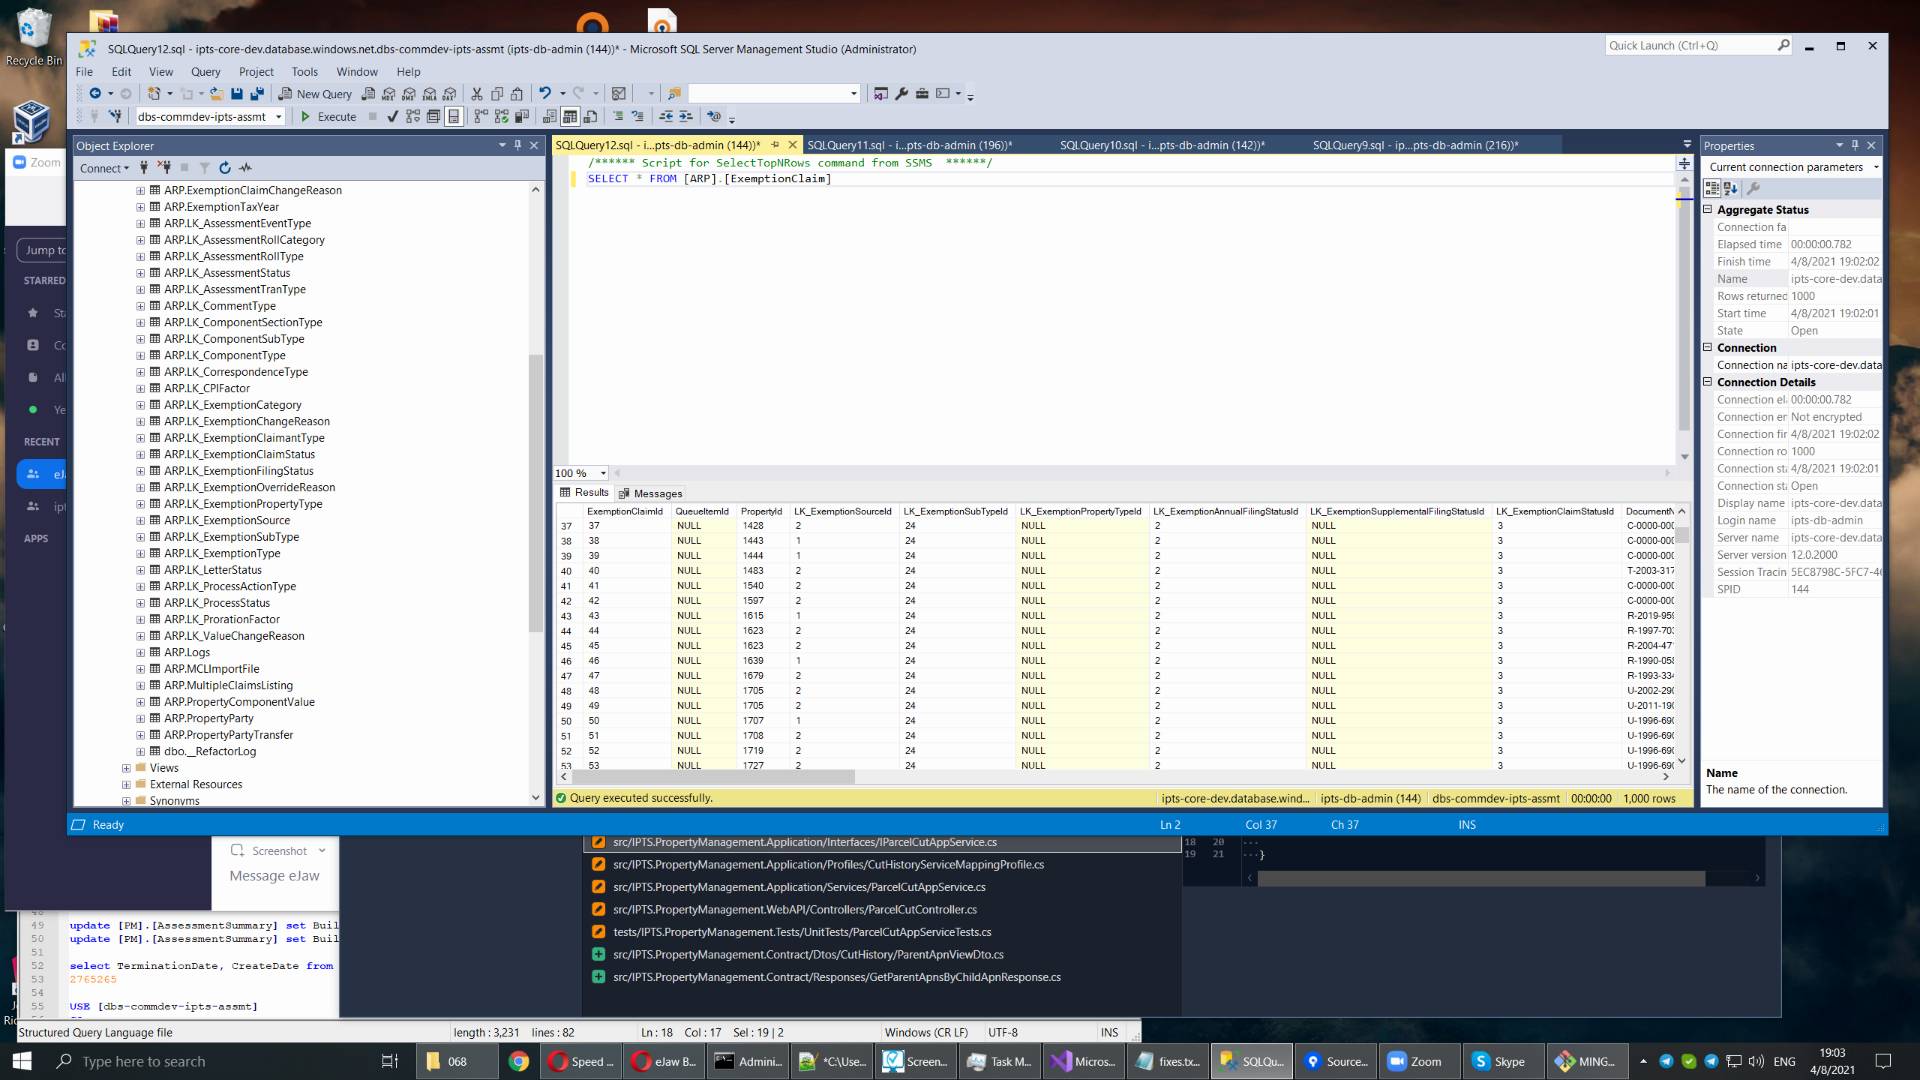 Recycle Bin
SQLQuery12.sql - ipts-core-dev.database.windows.net.dbs-commdev-ipts-assmt (ipts-db-admin (144))* - Microsoft SQL Server Management Studio (Administrator)
Quick Launch (Ctrl+Q)
File Edit View Query Project Tools Window Help
New Query
dbs-commdev-ipts-assmt Execute
Object Explorer
Connect
ARP.ExemptionClaimChangeReason
ARP.ExemptionTaxYear
ARP.LK_AssessmentEventType
ARP.LK_AssessmentRollCategory
ARP.LK_AssessmentRollType
ARP.LK_AssessmentStatus
ARP.LK_AssessmentTranType
ARP.LK_CommentType
ARP.LK_ComponentSectionType
ARP.LK_ComponentSubType
ARP.LK_ComponentType
ARP.LK_CorrespondenceType
ARP.LK_CPIFactor
ARP.LK_ExemptionCategory
ARP.LK_ExemptionChangeReason
ARP.LK_ExemptionClaimantType
ARP.LK_ExemptionClaimStatus
ARP.LK_ExemptionFilingStatus
ARP.LK_ExemptionOverrideReason
ARP.LK_ExemptionPropertyType
ARP.LK_ExemptionSource
ARP.LK_ExemptionSubType
ARP.LK_ExemptionType
ARP.LK_LetterStatus
ARP.LK_ProcessActionType
ARP.LK_ProcessStatus
ARP.LK_ProrationFactor
ARP.LK_ValueChangeReason
ARP.Logs
ARP.MCLImportFile
ARP.MultipleClaimsListing
ARP.PropertyComponentValue
ARP.PropertyParty
ARP.PropertyPartyTransfer
dbo.__RefactorLog
Views
External Resources
Synonyms
SQLQuery12.sql - i...pts-db-admin (144))* SQLQuery11.sql - i...pts-db-admin (196))* SQLQuery10.sql - i...pts-db-admin (142))* SQLQuery9.sql - ip...pts-db-admin (216))*
/****** Script for SelectTopNRows command from SSMS ******/
SELECT * FROM [ARP].[ExemptionClaim]
100 %
Results Messages
ExemptionClaimId QueueItemId PropertyId LK_ExemptionSourceId LK_ExemptionSubTypeId LK_ExemptionPropertyTypeId LK_ExemptionAnnualFilingStatusId LK_ExemptionSupplementalFilingStatusId LK_ExemptionClaimStatusId DocumentN
37 37 NULL 1428 2 24 NULL 2 NULL 3 C-0000-000
38 38 NULL 1443 1 24 NULL 2 NULL 3 C-0000-000
39 39 NULL 1444 1 24 NULL 2 NULL 3 C-0000-000
40 40 NULL 1483 2 24 NULL 2 NULL 3 T-2003-317
41 41 NULL 1540 2 24 NULL 2 NULL 3 C-0000-000
42 42 NULL 1597 2 24 NULL 2 NULL 3 C-0000-000
43 43 NULL 1615 1 24 NULL 2 NULL 3 R-2019-959
44 44 NULL 1623 2 24 NULL 2 NULL 3 R-1997-703
45 45 NULL 1623 2 24 NULL 2 NULL 3 R-2004-471
46 46 NULL 1639 1 24 NULL 2 NULL 3 R-1990-058
47 47 NULL 1679 2 24 NULL 2 NULL 3 R-1993-334
48 48 NULL 1705 2 24 NULL 2 NULL 3 U-2002-290
49 49 NULL 1705 2 24 NULL 2 NULL 3 U-2011-190
50 50 NULL 1707 1 24 NULL 2 NULL 3 U-1996-690
51 51 NULL 1708 2 24 NULL 2 NULL 3 U-1996-690
52 52 NULL 1719 2 24 NULL 2 NULL 3 U-1996-690
53 53 NULL 1727 2 24 NULL 2 NULL 3 U-1996-690
Query executed successfully. ipts-core-dev.database.wind... ipts-db-admin (144) dbs-commdev-ipts-assmt 00:00:00 1,000 rows
Properties
Current connection parameters
Aggregate Status
Connection fa
Elapsed time 00:00:00.782
Finish time 4/8/2021 19:02:02
Name ipts-core-dev.data
Rows returned 1000
Start time 4/8/2021 19:02:01
State Open
Connection
Connection na ipts-core-dev.data
Connection Details
Connection el 00:00:00.782
Connection en Not encrypted
Connection fir 4/8/2021 19:02:02
Connection ro 1000
Connection st 4/8/2021 19:02:01
Connection st Open
Display name ipts-core-dev.data
Login name ipts-db-admin
Server name ipts-core-dev.data
Server version 12.0.2000
Session Tracin 5EC8798C-5FC7-4
SPID 144
Name
The name of the connection.
Ready Ln 2 Col 37 Ch 37 INS
Zoom
Jump to
STARRED
Sta
Co
All
Ye
RECENT
eJa
ipt
APPS
Screenshot
Message eJaw
src/IPTS.PropertyManagement.Application/Interfaces/IParcelCutAppService.cs
src/IPTS.PropertyManagement.Application/Profiles/CutHistoryServiceMappingProfile.cs
src/IPTS.PropertyManagement.Application/Services/ParcelCutAppService.cs
src/IPTS.PropertyManagement.WebAPI/Controllers/ParcelCutController.cs
tests/IPTS.PropertyManagement.Tests/UnitTests/ParcelCutAppServiceTests.cs
src/IPTS.PropertyManagement.Contract/Dtos/CutHistory/ParentApnViewDto.cs
src/IPTS.PropertyManagement.Contract/Responses/GetParentApnsByChildApnResponse.cs
18 20 ...
19 21 ...}
49 update [PM].[AssessmentSummary] set Buil
50 update [PM].[AssessmentSummary] set Buil
51
52 select TerminationDate, CreateDate from
53 2765265
54
55 USE [dbs-commdev-ipts-assmt]
Structured Query Language file length : 3,231 lines : 82 Ln : 18 Col : 17 Sel : 19 | 2 Windows (CR LF) UTF-8 INS
Type here to search 068 Speed ... eJaw B... Admini... *C:\Use... Screen... Task M... Micros... fixes.tx... SQLQu... Source... Zoom Skype MING... ENG 19:03
4/8/2021